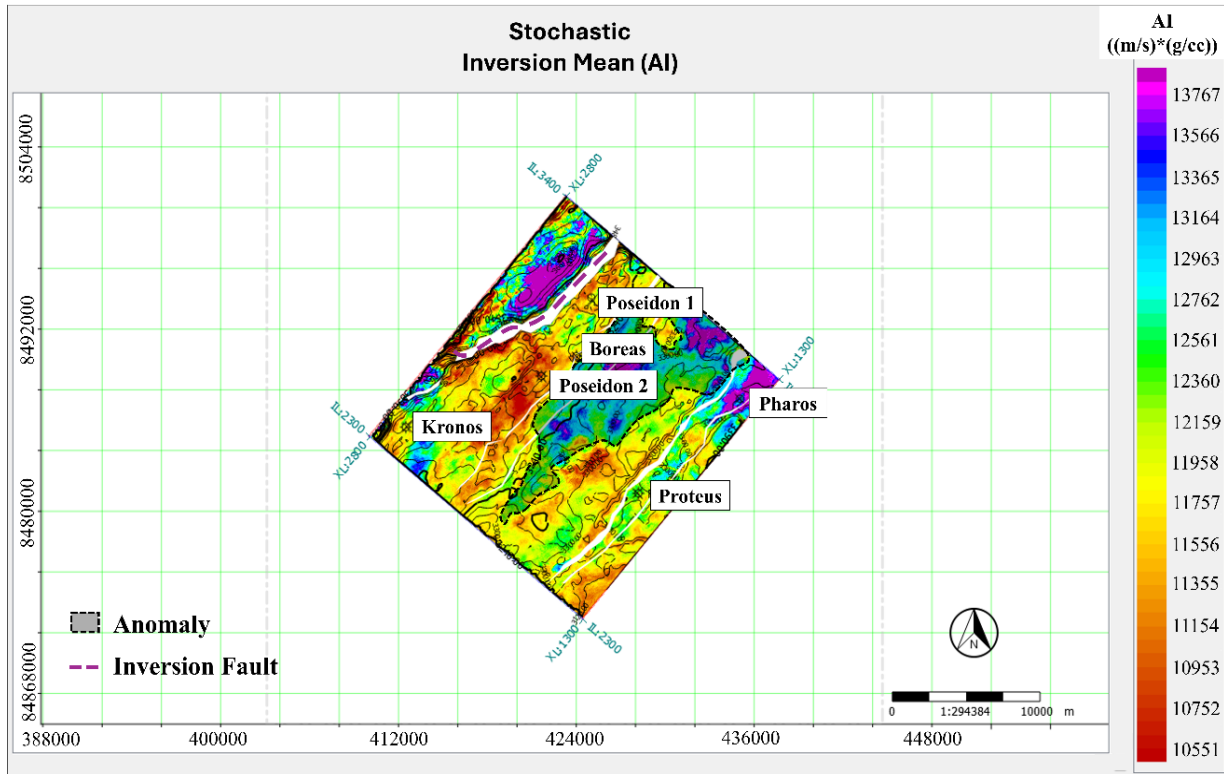 Stochastic
Inversion Mean (AI)
AI
((m/s)*(g/cc))
13767
13566
13365
13164
12963
12762
12561
12360
12159
11958
11757
11556
11355
11154
10953
10752
10551
8504000
8492000
8480000
8468000
IL:3400
XL:2800
XL:1300
IL:2300
XL:2800
XL:1300
IL:2300
Poseidon 1
Boreas
Poseidon 2
Pharos
Kronos
Proteus
Anomaly
Inversion Fault
N
0
1:294384
10000
m
388000
400000
412000
424000
436000
448000